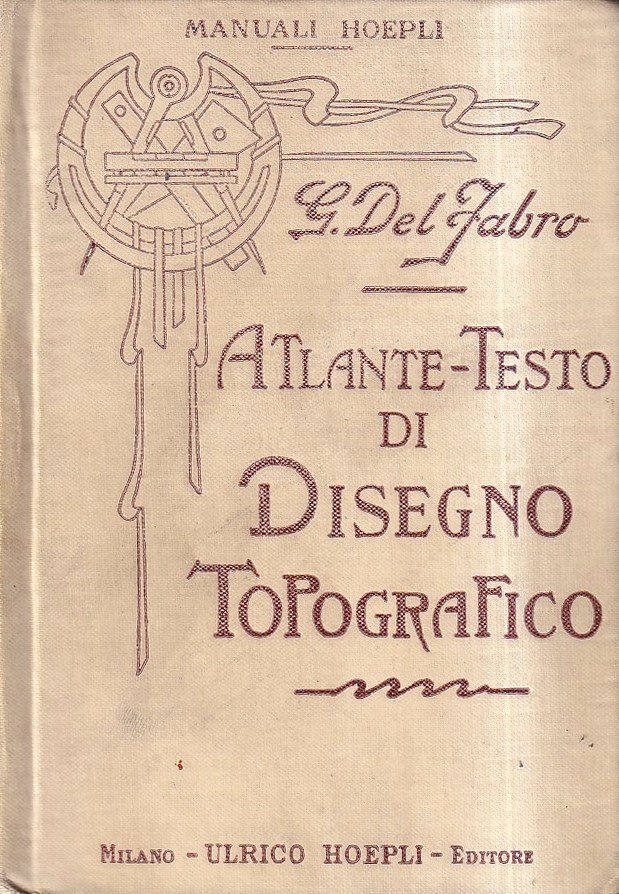 MANUALI HOEPLI
G. Del Fabro
ATLANTE-TESTO
DI
DISEGNO
TOPOGRAFICO
MILANO - ULRICO HOEPLI - EDITORE